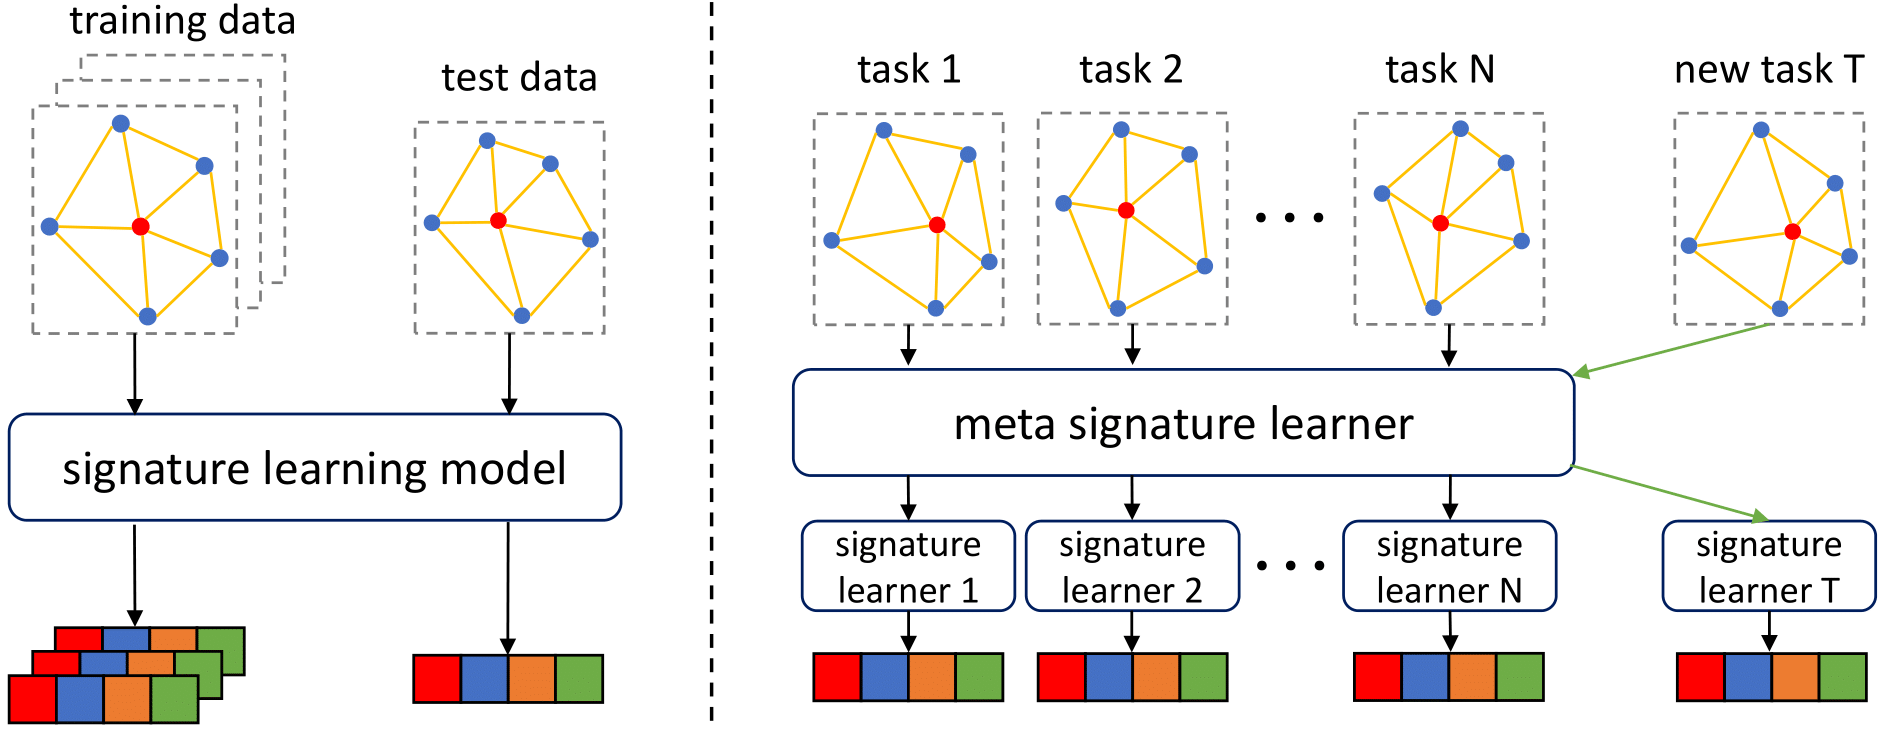 training data
test data
signature learning model
task 1
task 2
task N
new task T
meta signature learner
signature
learner 1
signature
learner 2
signature
learner N
signature
learner T